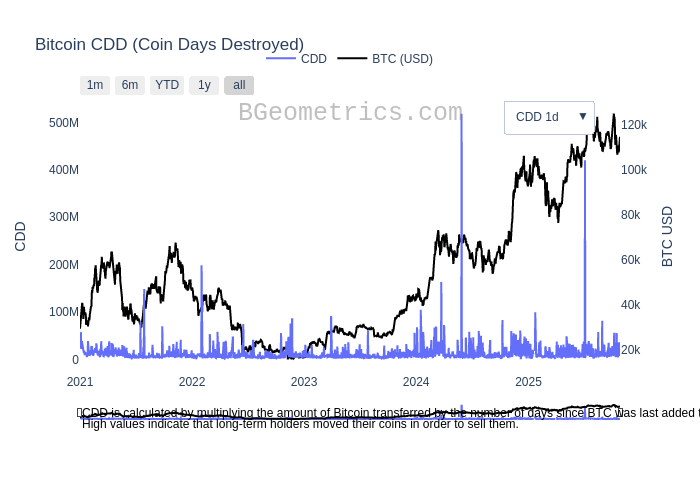 Bitcoin CDD (Coin Days Destroyed)
CDD
BTC (USD)
1m
6m
YTD
1y
all
BGeometrics.com
CDD 1d ▼
500M
400M
300M
200M
100M
0
CDD
120k
100k
80k
60k
40k
20k
BTC USD
2021
2022
2023
2024
2025
CDD is calculated by multiplying the amount of Bitcoin transferred by the number of days since BTC was last added t
High values indicate that long-term holders moved their coins in order to sell them.